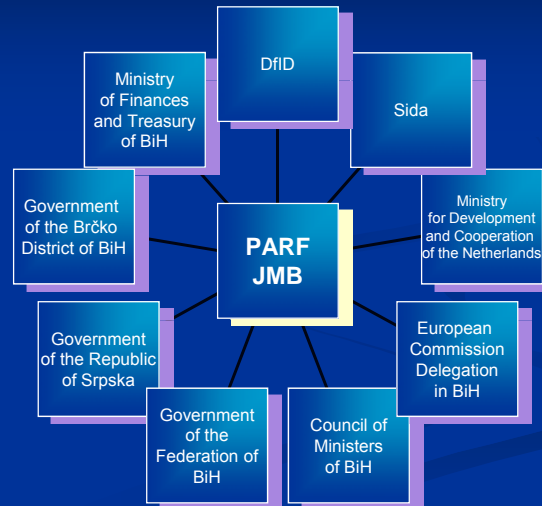 DfID
Sida
Ministry
for Development
and Cooperation
of the Netherlands
European
Commission
Delegation
in BiH
Council of
Ministers
of BiH
Government
of the
Federation of
BiH
Government
of the Republic
of Srpska
Government
of the Brčko
District of BiH
Ministry
of Finances
and Treasury
of BiH
PARF
JMB